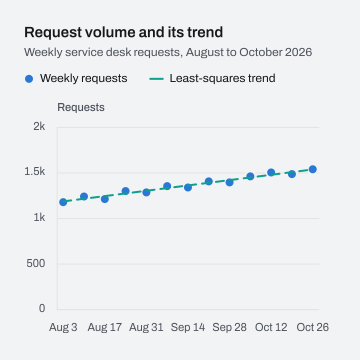 Request volume and its trend
Weekly service desk requests, August to October 2026
Weekly requests
Least-squares trend
Requests
2k
1.5k
1k
500
0
Aug 3 Aug 17 Aug 31 Sep 14 Sep 28 Oct 12 Oct 26